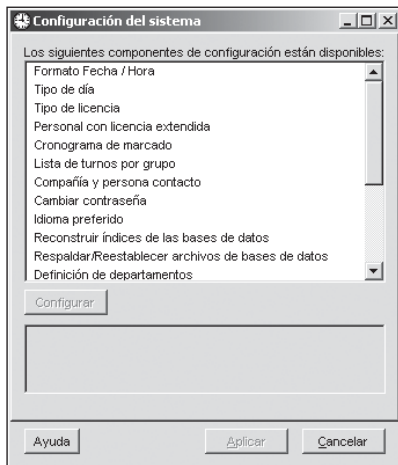 Configuración del sistema
Los siguientes componentes de configuración están disponibles:
Formato Fecha / Hora
Tipo de día
Tipo de licencia
Personal con licencia extendida
Cronograma de marcado
Lista de turnos por grupo
Compañía y persona contacto
Cambiar contraseña
Idioma preferido
Reconstruir índices de las bases de datos
Respaldar/Reestablecer archivos de bases de datos
Definición de departamentos
Configurar
Ayuda
Aplicar
Cancelar